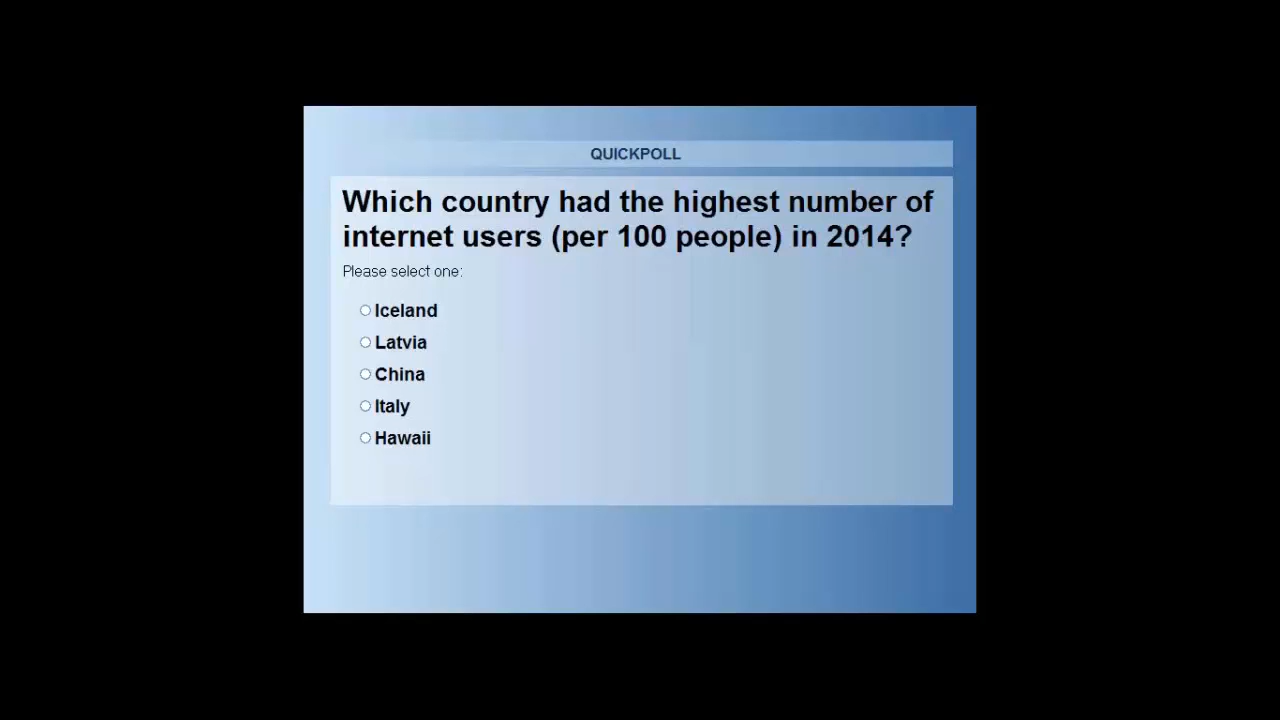 QUICKPOLL
Which country had the highest number of
internet users (per 100 people) in 2014?
Please select one:
Iceland
Latvia
China
Italy
Hawaii